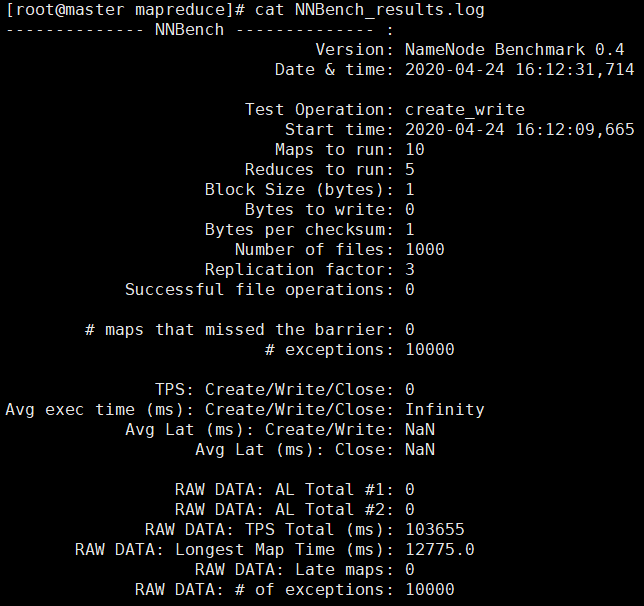 [root@master mapreduce]# cat NNBench_results.log
-------------- NNBench -------------- :
Version: NameNode Benchmark 0.4
Date & time: 2020-04-24 16:12:31,714
Test Operation: create_write
Start time: 2020-04-24 16:12:09,665
Maps to run: 10
Reduces to run: 5
Block Size (bytes): 1
Bytes to write: 0
Bytes per checksum: 1
Number of files: 1000
Replication factor: 3
Successful file operations: 0
# maps that missed the barrier: 0
# exceptions: 10000
TPS: Create/Write/Close: 0
Avg exec time (ms): Create/Write/Close: Infinity
Avg Lat (ms): Create/Write: NaN
Avg Lat (ms): Close: NaN
RAW DATA: AL Total #1: 0
RAW DATA: AL Total #2: 0
RAW DATA: TPS Total (ms): 103655
RAW DATA: Longest Map Time (ms): 12775.0
RAW DATA: Late maps: 0
RAW DATA: # of exceptions: 10000